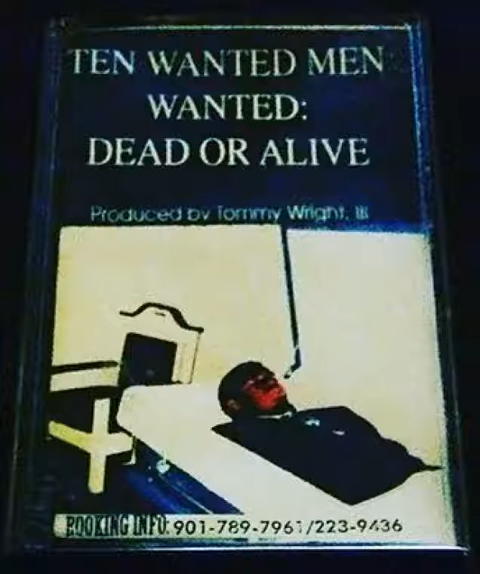 TEN WANTED MEN:
WANTED:
DEAD OR ALIVE
Produced by Tommy Wright, III
BOOKING INFO: 901-789-7961/223-9436